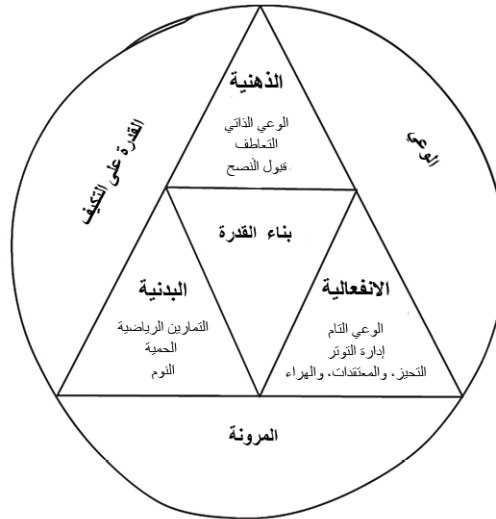 الذهنية
الوعي الذاتي
التعاطف
قبول النصح
الوعي
القدرة على التكيف
بناء القدرة
الانفعالية
الوعي التام
إدارة التوتر
التحيز، والمعتقدات، والهراء
البدنية
التمارين الرياضية
الحمية
النوم
المرونة